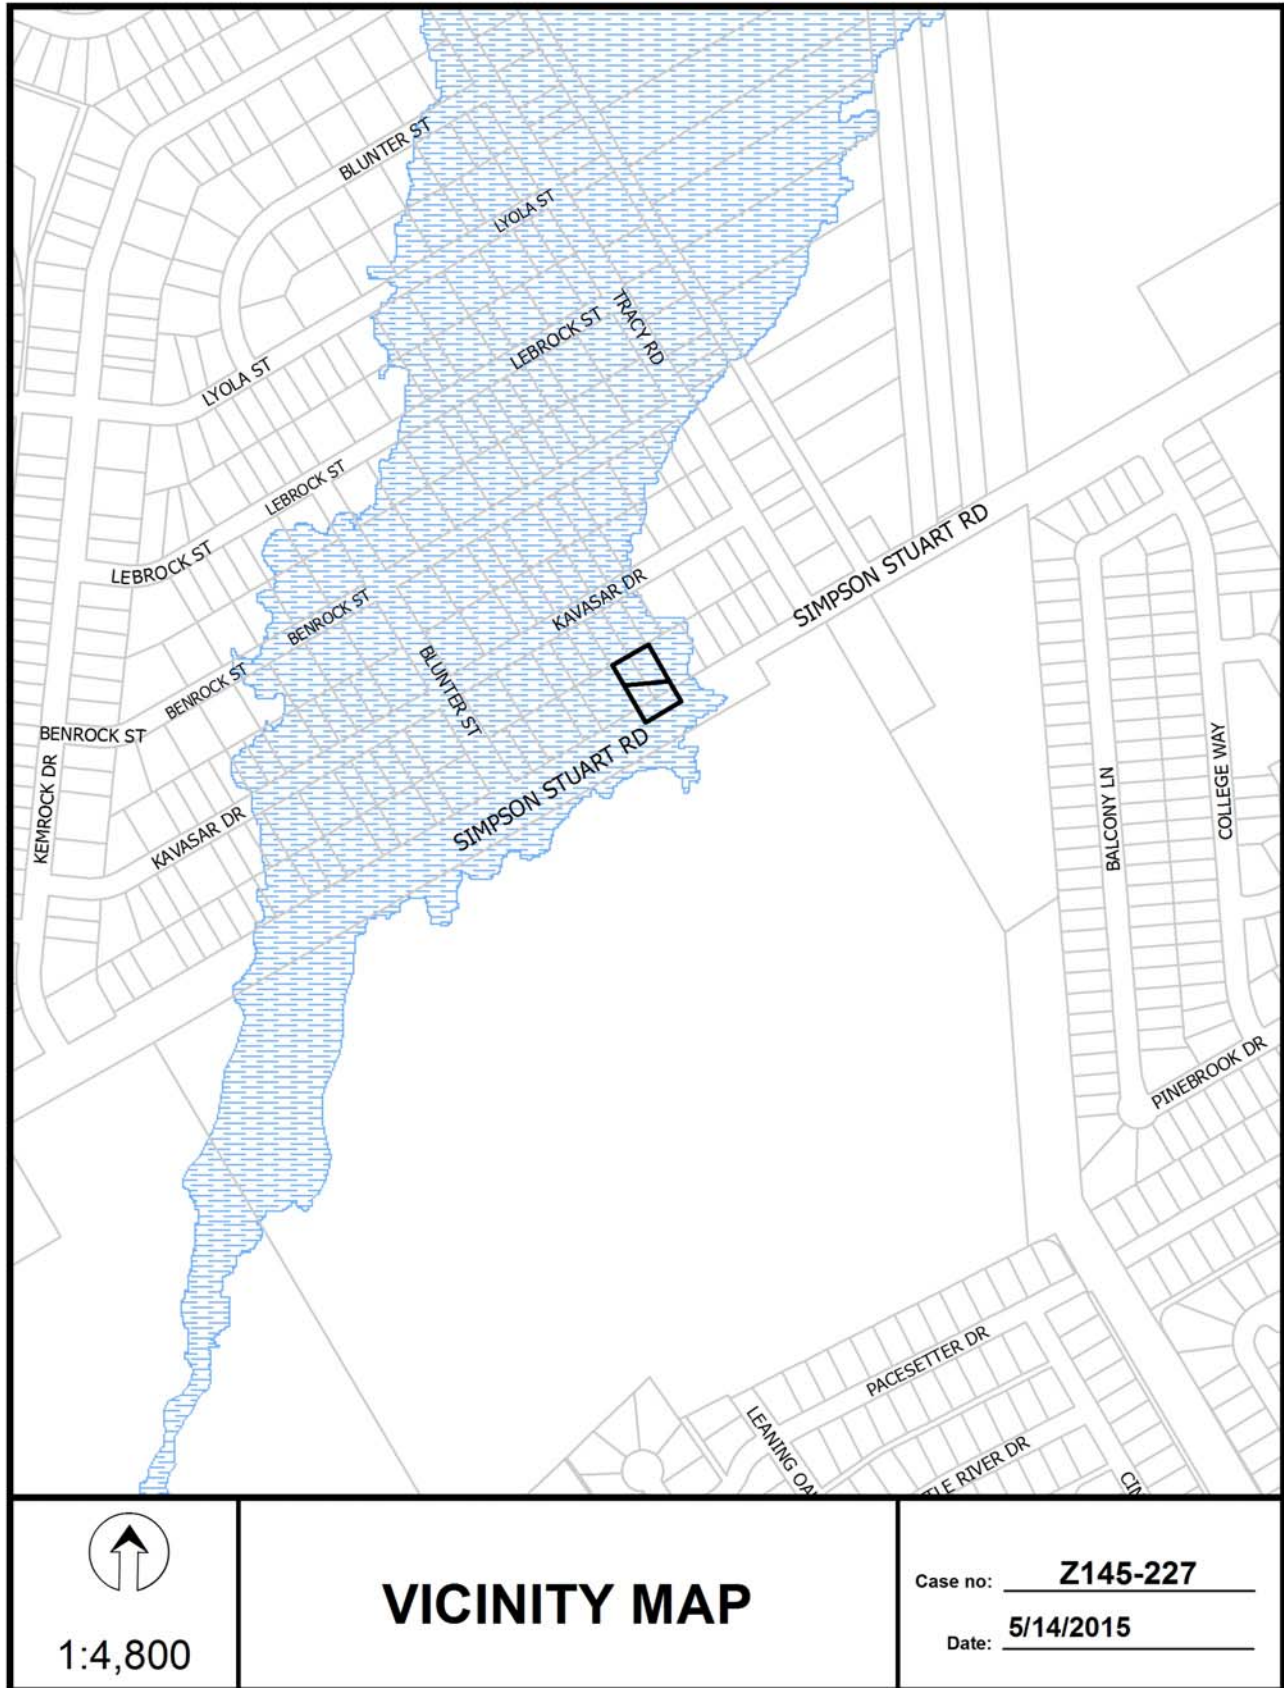 BLUNTER ST
LYOLA ST
TRACY RD
LEBROCK ST
LYOLA ST
LEBROCK ST
SIMPSON STUART RD
LEBROCK ST
KAVASAR DR
BENROCK ST
BLUNTER ST
BENROCK ST
BENROCK ST
SIMPSON STUART RD
KEMROCK DR
KAVASAR DR
BALCONY LN
COLLEGE WAY
PINEBROOK DR
PACESETTER DR
LEANING OA
TLE RIVER DR
CIN
1:4,800
VICINITY MAP
Case no: Z145-227
Date: 5/14/2015